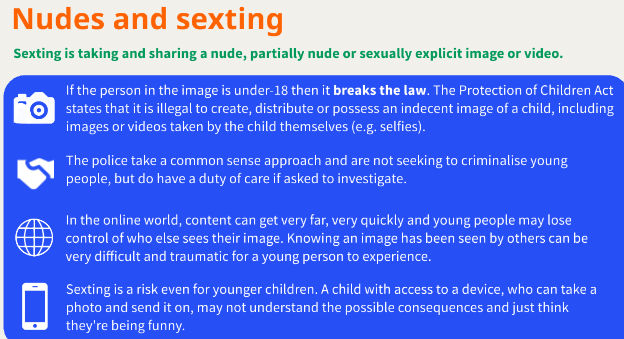 Nudes and sexting
Sexting is taking and sharing a nude, partially nude or sexually explicit image or video.
If the person in the image is under-18 then it breaks the law. The Protection of Children Act
states that it is illegal to create, distribute or possess an indecent image of a child, including
images or videos taken by the child themselves (e.g. selfies).
The police take a common sense approach and are not seeking to criminalise young
people, but do have a duty of care if asked to investigate.
In the online world, content can get very far, very quickly and young people may lose
control of who else sees their image. Knowing an image has been seen by others can be
very difficult and traumatic for a young person to experience.
Sexting is a risk even for younger children. A child with access to a device, who can take a
photo and send it on, may not understand the possible consequences and just think
they're being funny.